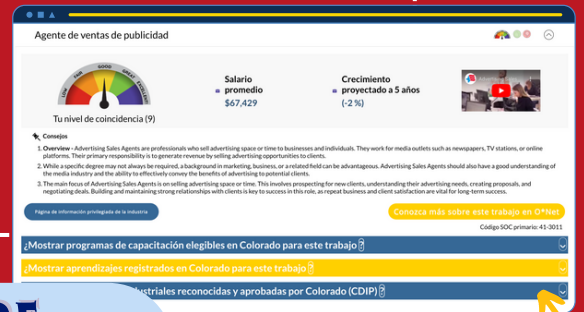 Agente de ventas de publicidad
LOW FAIR GOOD GREAT EXCELLENT
Tu nivel de coincidencia (9)
Salario
promedio
$67,429
Crecimiento
proyectado a 5 años
(-2 %)
Consejos
1. Overview - Advertising Sales Agents are professionals who sell advertising space or time to businesses and individuals. They work for media outlets such as newspapers, TV stations, or online
platforms. Their primary responsibility is to generate revenue by selling advertising opportunities to clients.
2. While a specific degree may not always be required, a background in marketing, business, or a related field can be advantageous. Advertising Sales Agents should also have a good understanding of
the media industry and the ability to effectively convey the benefits of advertising to potential clients.
3. The main focus of Advertising Sales Agents is on selling advertising space or time. This involves prospecting for new clients, understanding their advertising needs, creating proposals, and
negotiating deals. Building and maintaining strong relationships with clients is key to success in this role, as repeat business and client satisfaction are vital for long-term success.
Página de información privilegiada de la industria
Conozca más sobre este trabajo en O*Net
Código SOC primario: 41-3011
¿Mostrar programas de capacitación elegibles en Colorado para este trabajo ?
¿Mostrar aprendizajes registrados en Colorado para este trabajo ?
ustriales reconocidas y aprobadas por Colorado (CDIP) ?